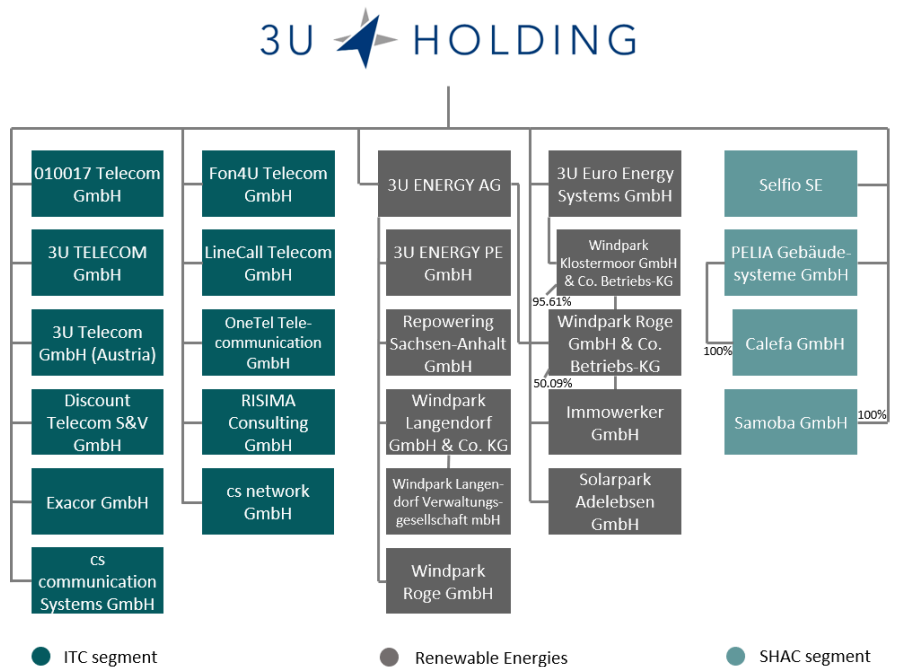 3U HOLDING
010017 Telecom
GmbH
3U TELECOM
GmbH
3U Telecom
GmbH (Austria)
Discount
Telecom S&V
GmbH
Exacor GmbH
cs
communication
Systems GmbH
Fon4U Telecom
GmbH
LineCall Telecom
GmbH
OneTel Tele-
communication
GmbH
RISIMA
Consulting
GmbH
cs network
GmbH
3U ENERGY AG
3U ENERGY PE
GmbH
Repowering
Sachsen-Anhalt
GmbH
Windpark
Langendorf
GmbH & Co. KG
Windpark Langen-
dorf Verwaltungs-
gesellschaft mbH
Windpark
Roge GmbH
3U Euro Energy
Systems GmbH
Windpark
Klostermoor GmbH
& Co. Betriebs-KG
95.61%
Windpark Roge
GmbH & Co.
Betriebs-KG
50.09%
Immowerker
GmbH
Solarpark
Adelebsen
GmbH
Selfio SE
PELIA Gebäude-
systeme GmbH
Calefa GmbH
100%
Samoba GmbH
100%
ITC segment
Renewable Energies
SHAC segment